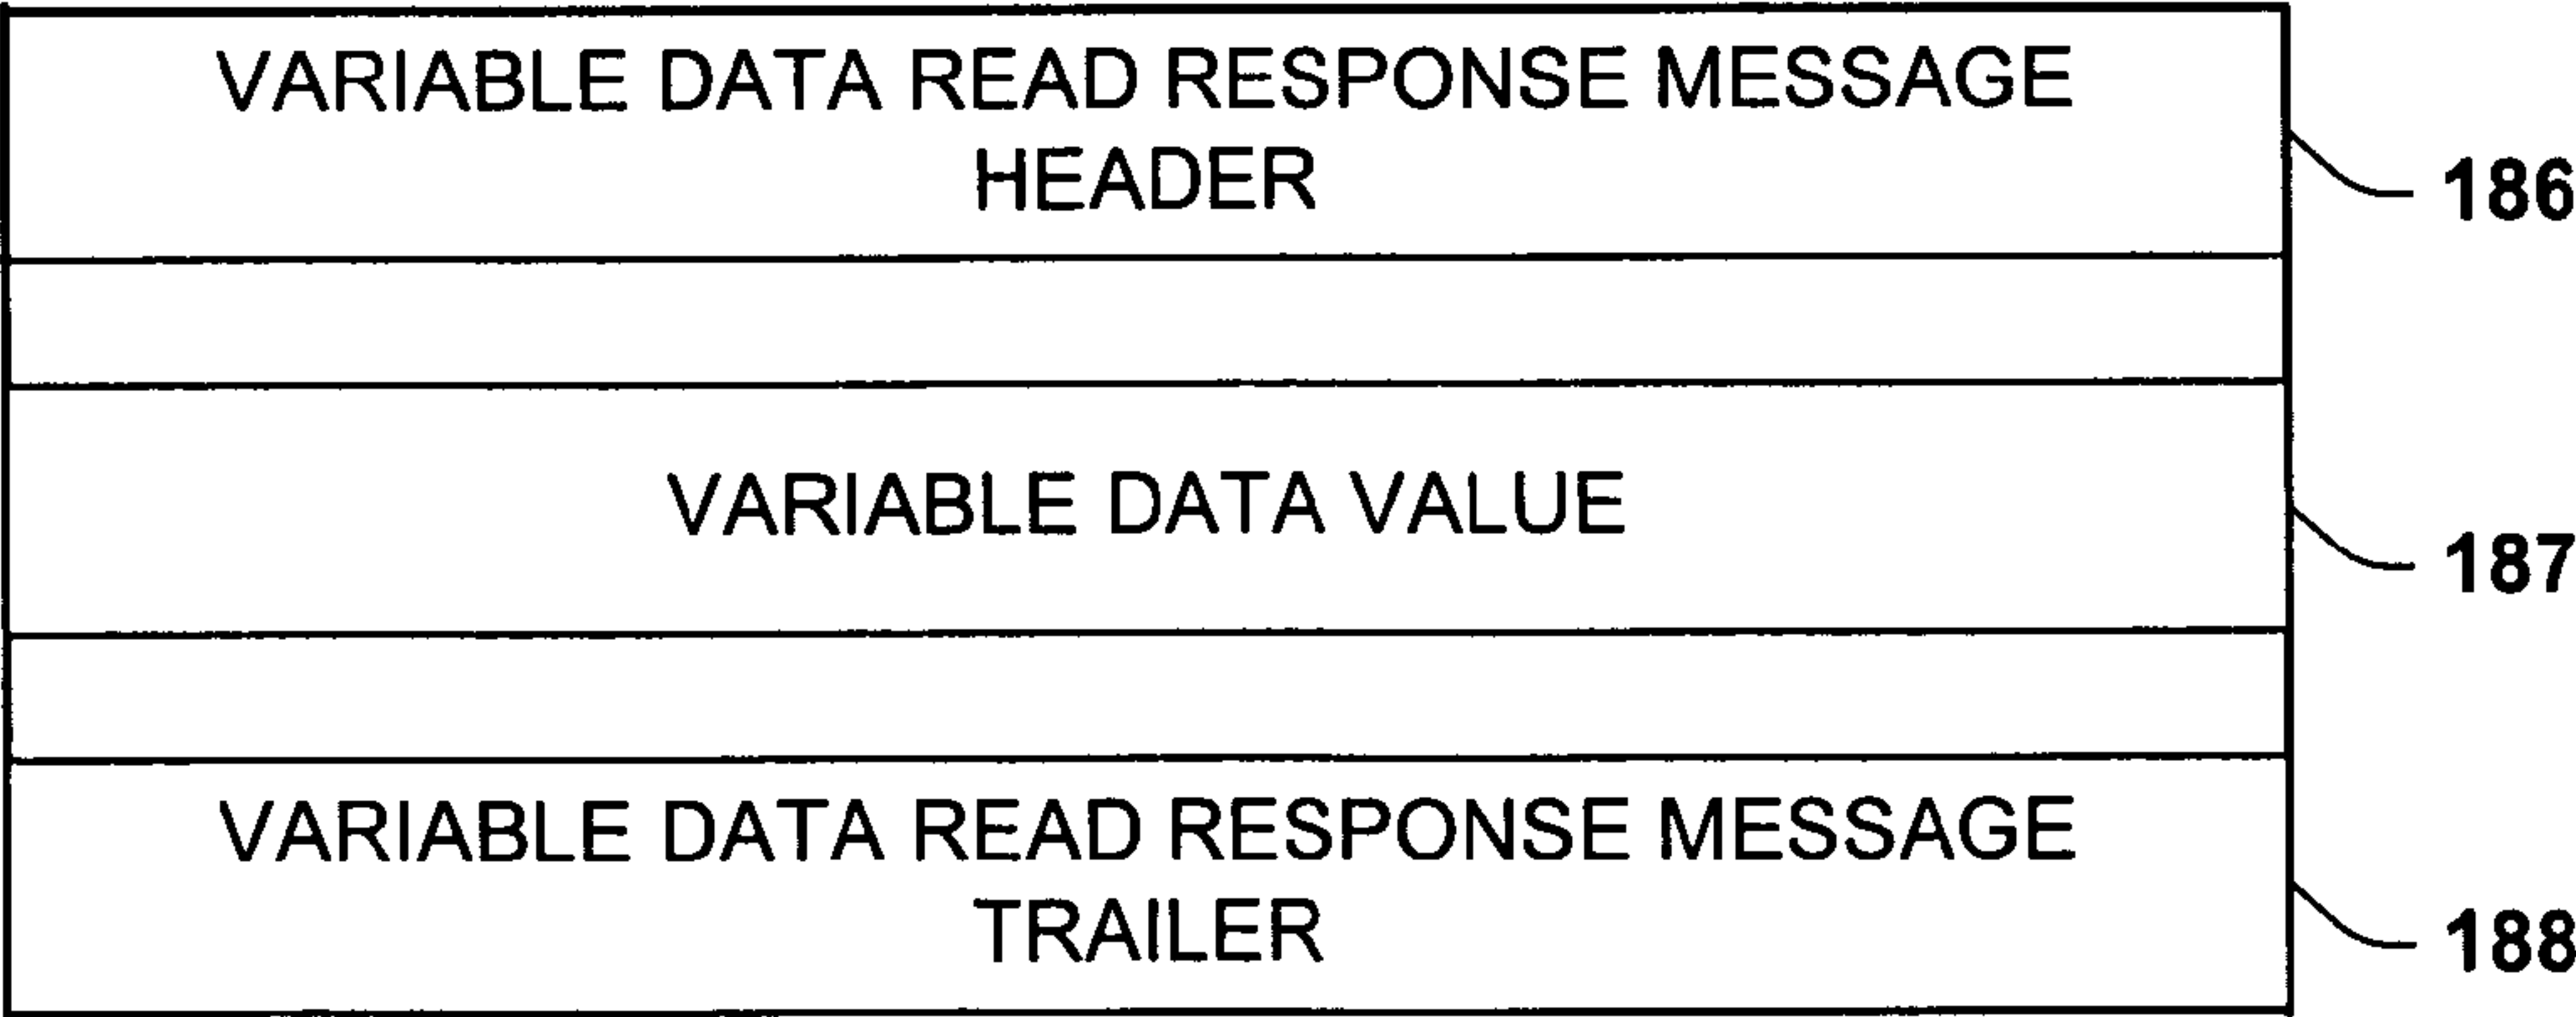 VARIABLE DATA READ RESPONSE MESSAGE
HEADER
186
VARIABLE DATA VALUE
187
VARIABLE DATA READ RESPONSE MESSAGE
TRAILER
188